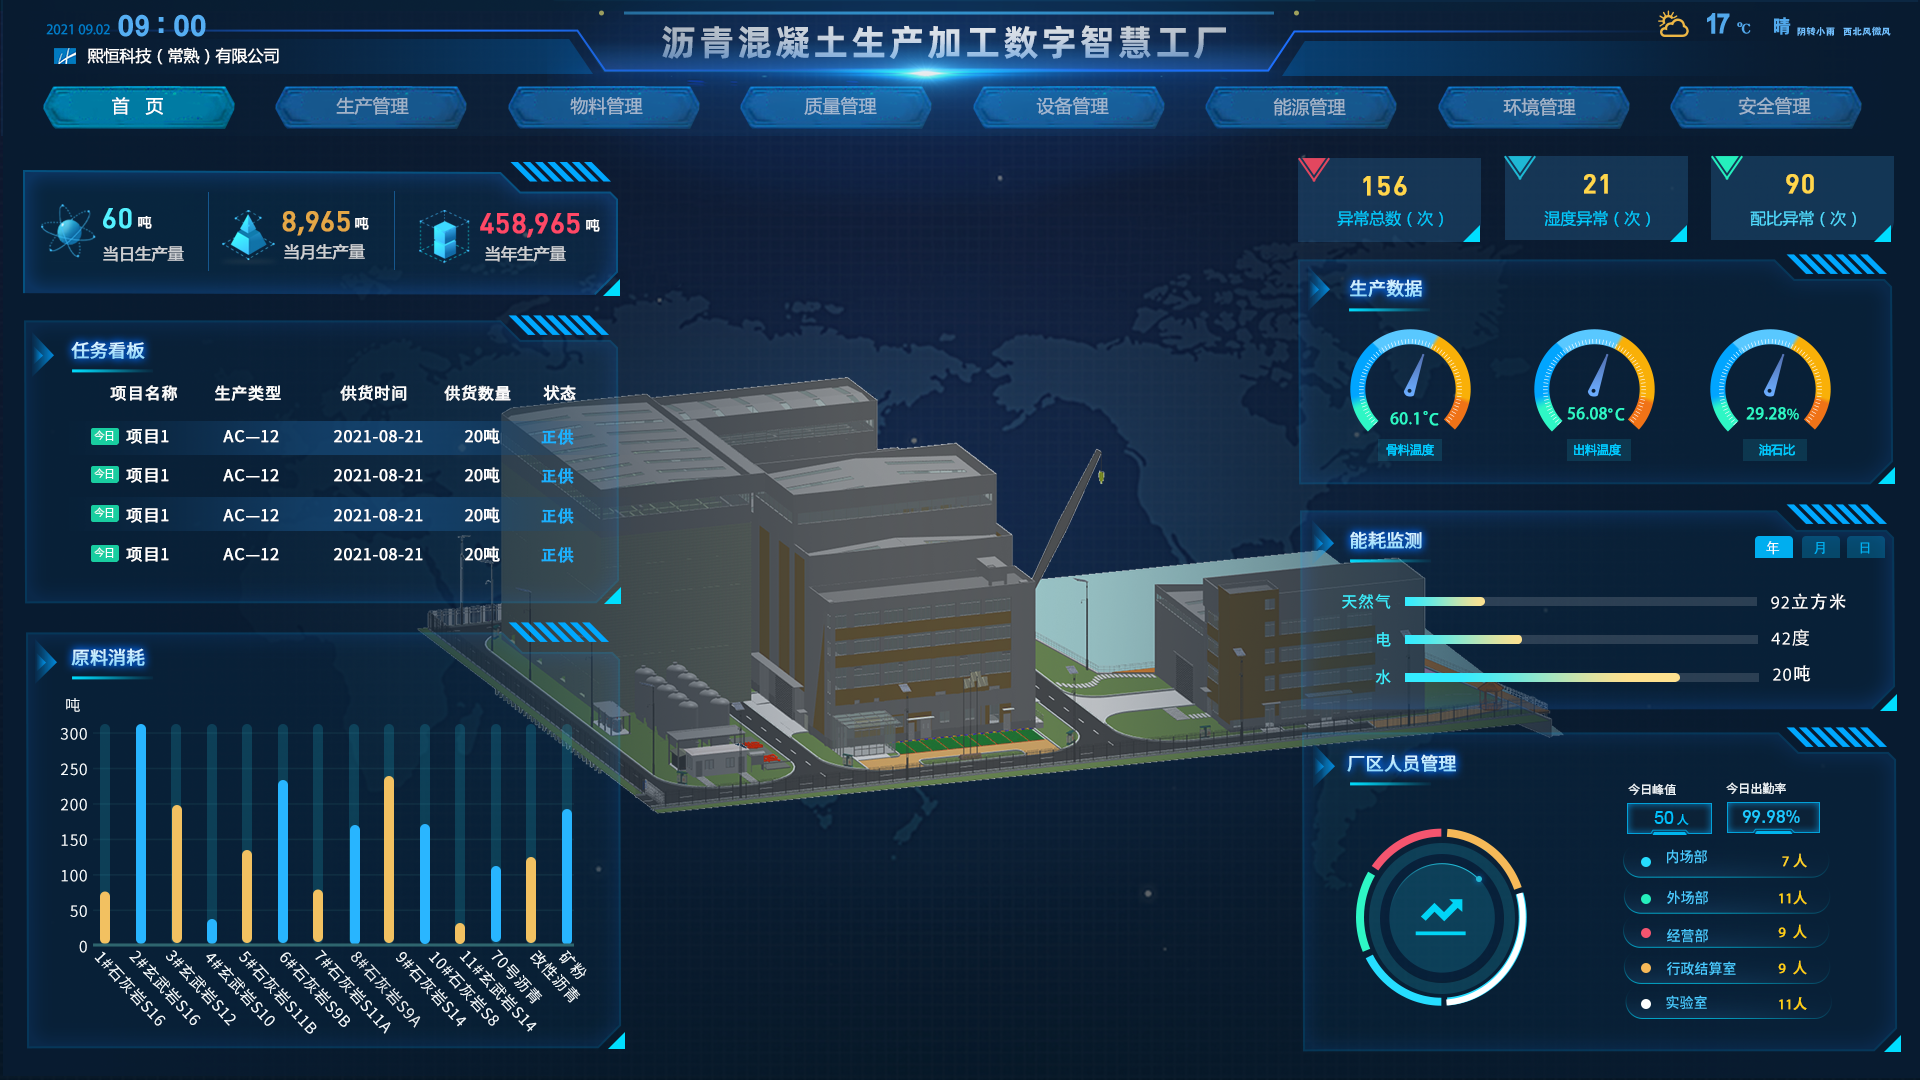 2021 09.02 09：00
熙恒科技（常熟）有限公司
沥青混凝土生产加工数字智慧工厂
17 ℃ 晴 阴转小雨 西北风微风
首 页
生产管理
物料管理
质量管理
设备管理
能源管理
环境管理
安全管理
60 吨
当日生产量
8,965 吨
当月生产量
458,965 吨
当年生产量
156
异常总数（次）
21
湿度异常（次）
90
配比异常（次）
任务看板
项目名称 生产类型 供货时间 供货数量 状态
今日 项目1 AC—12 2021-08-21 20吨 正供
今日 项目1 AC—12 2021-08-21 20吨 正供
今日 项目1 AC—12 2021-08-21 20吨 正供
今日 项目1 AC—12 2021-08-21 20吨 正供
原料消耗
吨
300
250
200
150
100
50
0
1#石灰岩S16
2#玄武岩S16
3#玄武岩S12
4#玄武岩S10
5#石灰岩S11B
6#石灰岩S9B
7#石灰岩S11A
8#石灰岩S9A
9#石灰岩S14
10#石灰岩S8
11#玄武岩S14
70号沥青
改性沥青
矿粉
生产数据
60.1℃
骨料温度
56.08℃
出料温度
29.28%
油石比
能耗监测
年 月 日
天然气 92立方米
电 42度
水 20吨
厂区人员管理
今日峰值
50 人
今日出勤率
99.98%
内场部 7 人
外场部 11人
经营部 9 人
行政结算室 9 人
实验室 11人